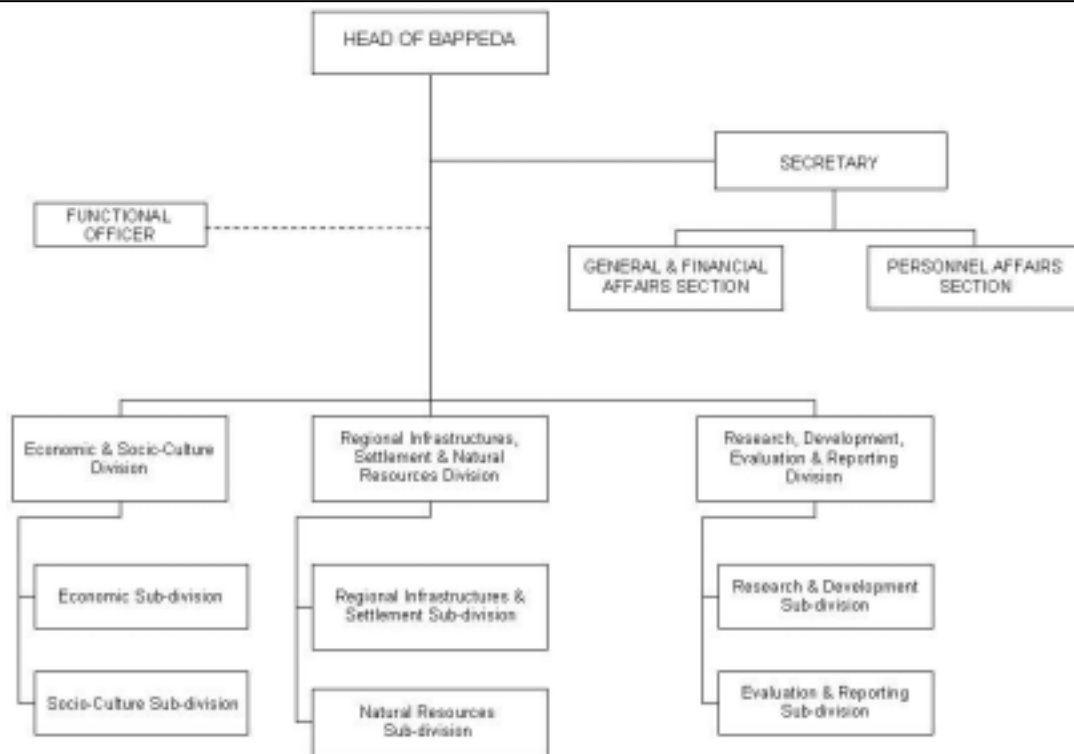 HEAD OF BAPPEDA
SECRETARY
FUNCTIONAL
OFFICER
GENERAL & FINANCIAL
AFFAIRS SECTION
PERSONNEL AFFAIRS
SECTION
Economic & Socio-Culture
Division
Regional Infrastructures,
Settlement & Natural
Resources Division
Research, Development,
Evaluation & Reporting
Division
Economic Sub-division
Regional Infrastructures &
Settlement Sub-division
Research & Development
Sub-division
Socio-Culture Sub-division
Natural Resources
Sub-division
Evaluation & Reporting
Sub-division